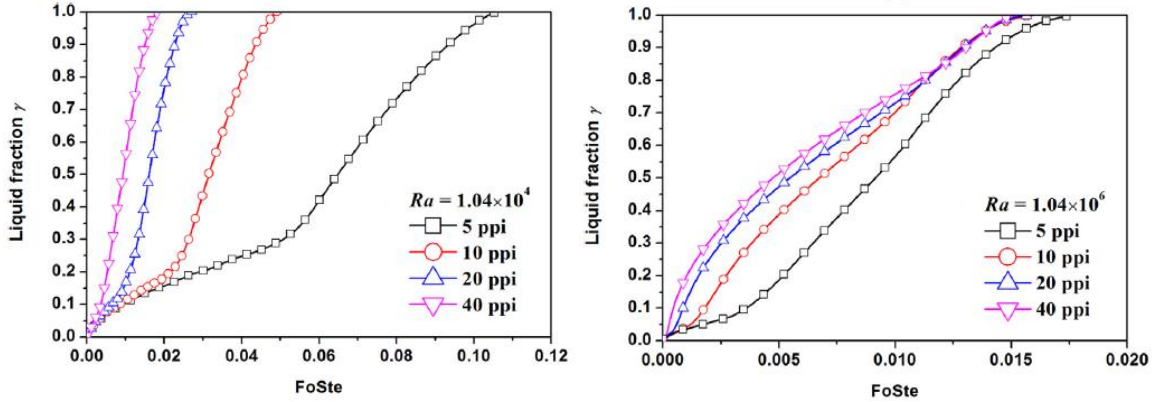 1.0
0.9
0.8
0.7
0.6
0.5
0.4
0.3
0.2
0.1
0.0
Liquid fraction γ
Ra = 1.04×10⁴
5 ppi
10 ppi
20 ppi
40 ppi
0.00 0.02 0.04 0.06 0.08 0.10 0.12
FoSte
1.0
0.9
0.8
0.7
0.6
0.5
0.4
0.3
0.2
0.1
0.0
Liquid fraction γ
Ra = 1.04×10⁶
5 ppi
10 ppi
20 ppi
40 ppi
0.000 0.005 0.010 0.015 0.020
FoSte